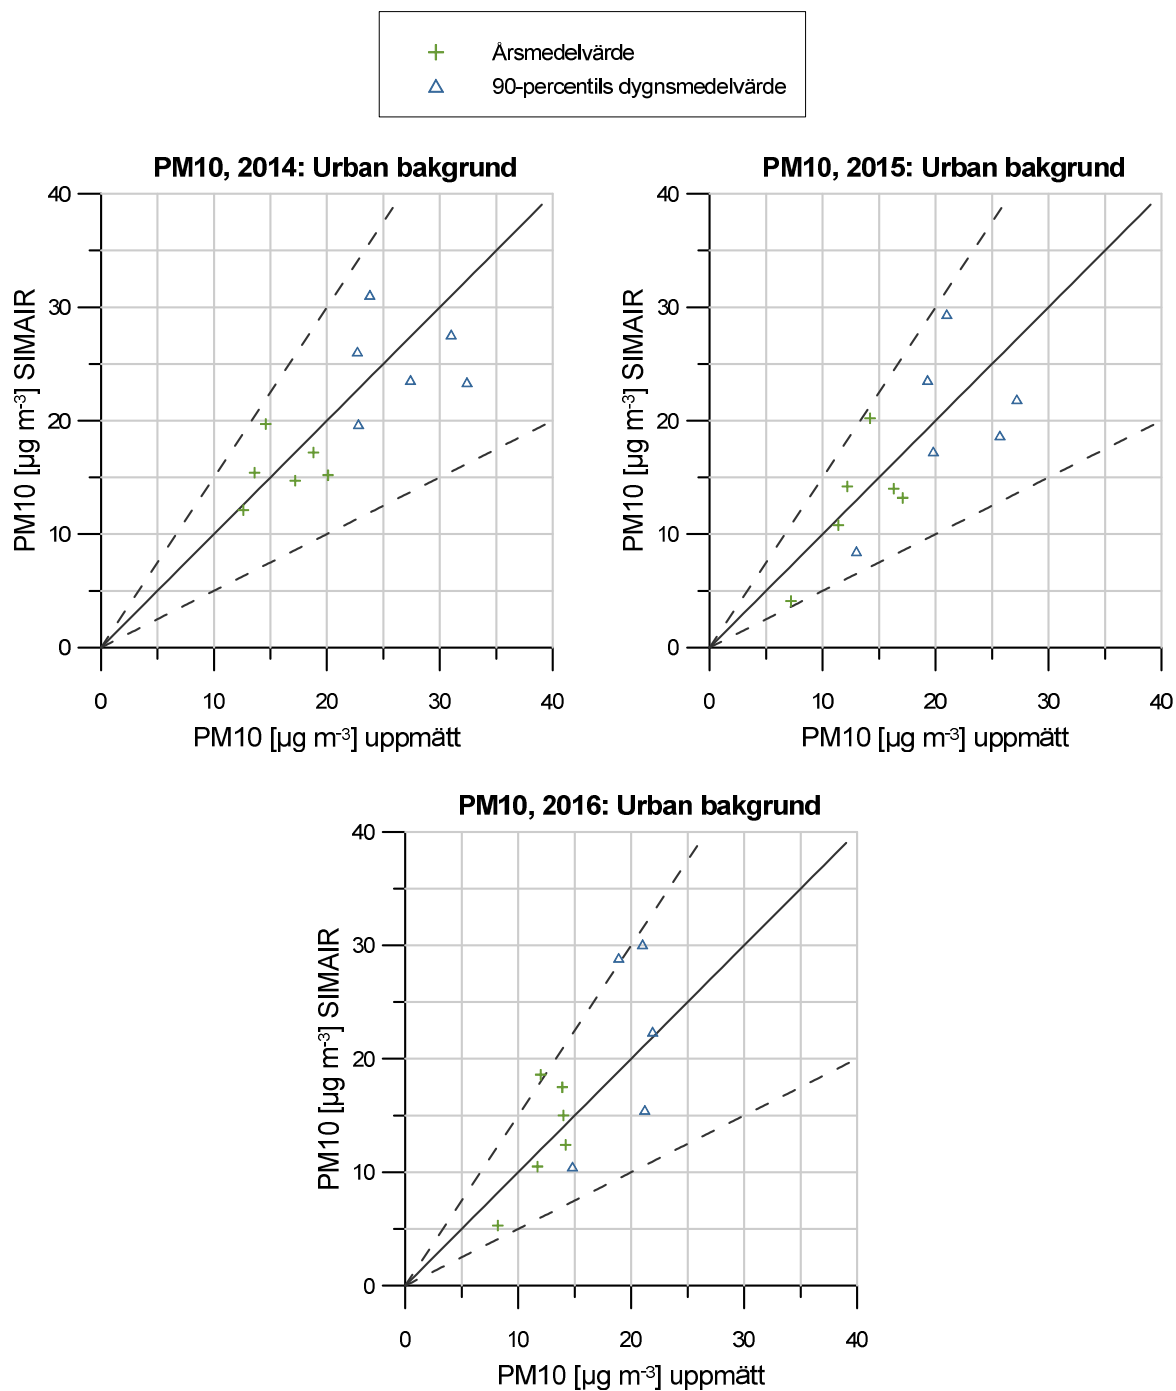 Årsmedelvärde
90-percentils dygnsmedelvärde
PM10, 2014: Urban bakgrund
40
30
20
10
0
PM10 [µg m⁻³] SIMAIR
0 10 20 30 40
PM10 [µg m⁻³] uppmätt
PM10, 2015: Urban bakgrund
40
30
20
10
0
PM10 [µg m⁻³] SIMAIR
0 10 20 30 40
PM10 [µg m⁻³] uppmätt
PM10, 2016: Urban bakgrund
40
30
20
10
0
PM10 [µg m⁻³] SIMAIR
0 10 20 30 40
PM10 [µg m⁻³] uppmätt